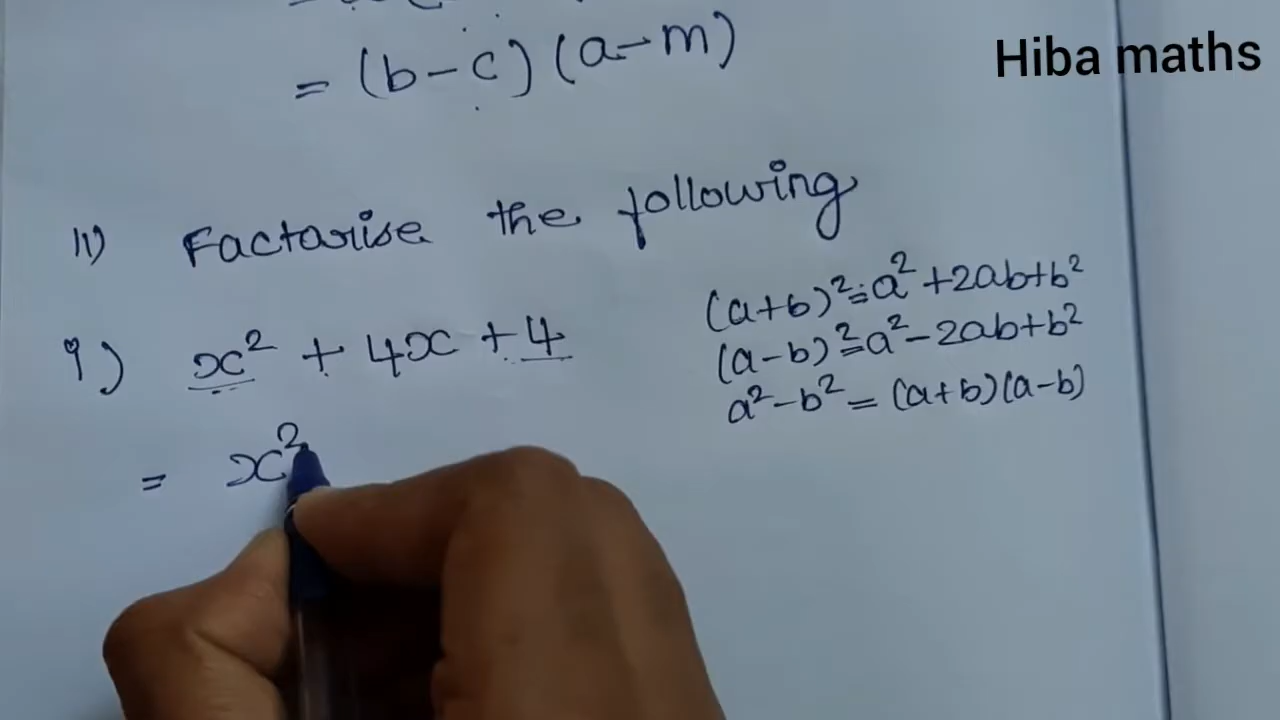 = (b-c) (a-m)
Hiba maths
11) Factarise the following
i) x² + 4x + 4
(a+b)² = a² + 2ab + b²
(a-b)² = a² - 2ab + b²
a² - b² = (a+b)(a-b)
= x²